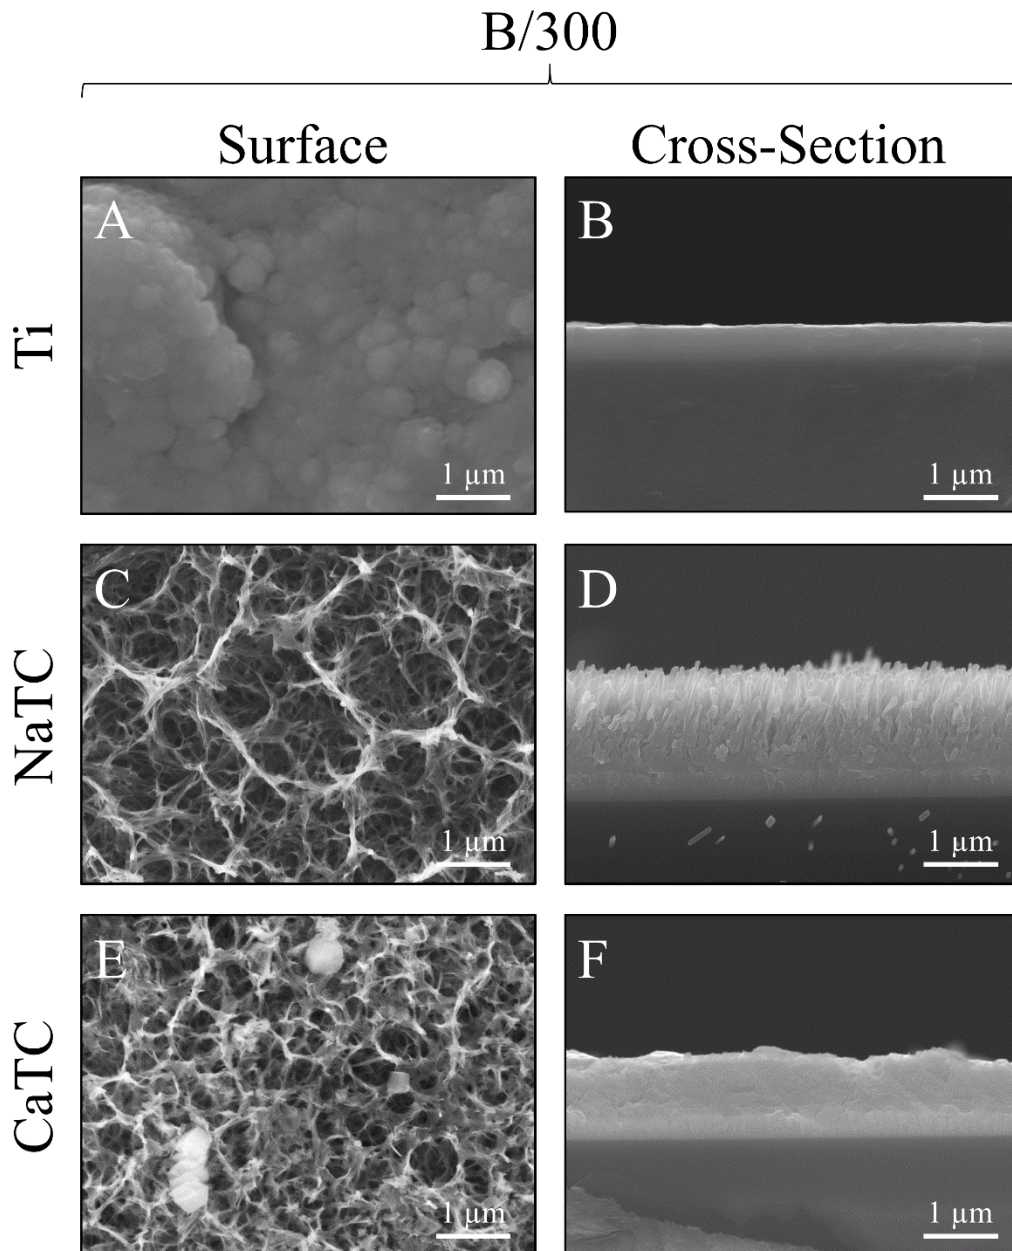 B/300
Surface
Cross-Section
Ti
A
1 µm
B
1 µm
NaTC
C
1 µm
D
1 µm
CaTC
E
1 µm
F
1 µm